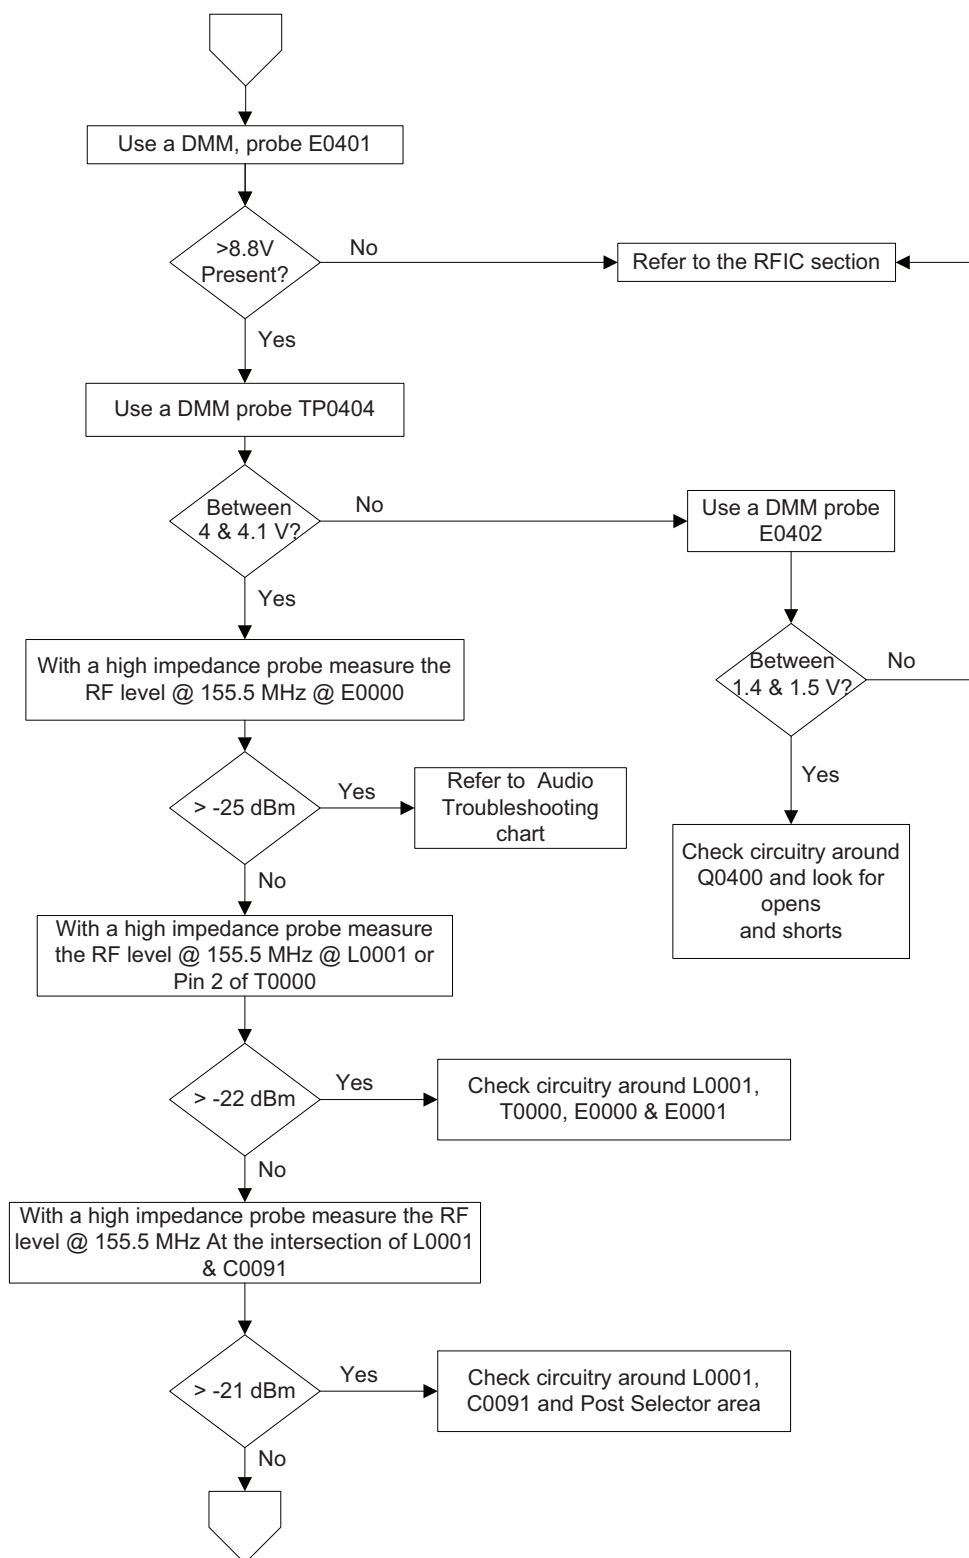 Use a DMM, probe E0401
>8.8V
Present?
No
Refer to the RFIC section
Yes
Use a DMM probe TP0404
Between
4 & 4.1 V?
No
Use a DMM probe
E0402
Yes
Between
1.4 & 1.5 V?
No
With a high impedance probe measure the
RF level @ 155.5 MHz @ E0000
Yes
> -25 dBm
Yes
Refer to  Audio
Troubleshooting
chart
Check circuitry around
Q0400 and look for
opens
and shorts
No
With a high impedance probe measure
the RF level @ 155.5 MHz @ L0001 or
Pin 2 of T0000
> -22 dBm
Yes
Check circuitry around L0001,
T0000, E0000 & E0001
No
With a high impedance probe measure the RF
level @ 155.5 MHz At the intersection of L0001
& C0091
> -21 dBm
Yes
Check circuitry around L0001,
C0091 and Post Selector area
No